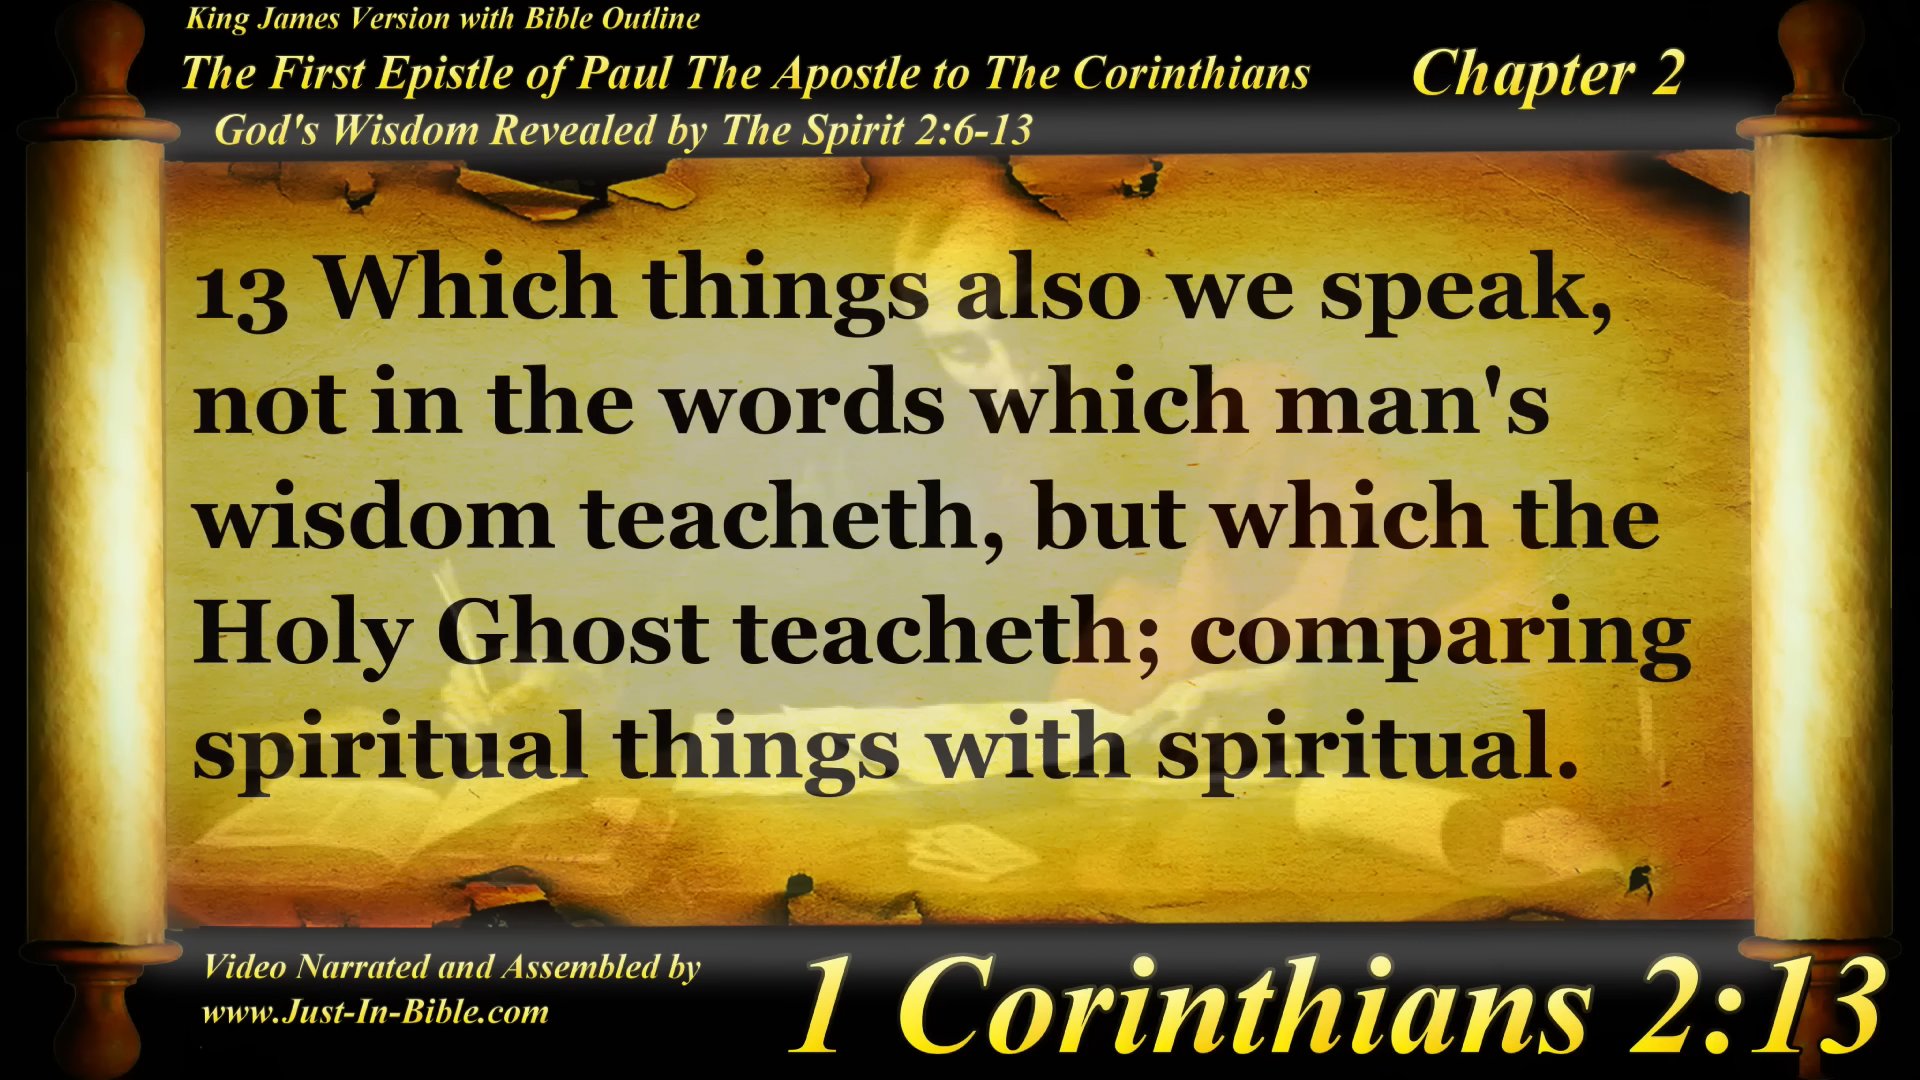 King James Version with Bible Outline
The First Epistle of Paul The Apostle to The Corinthians
Chapter 2
God's Wisdom Revealed by The Spirit 2:6-13
13 Which things also we speak,
not in the words which man's
wisdom teacheth, but which the
Holy Ghost teacheth; comparing
spiritual things with spiritual.
Video Narrated and Assembled by
www.Just-In-Bible.com
1 Corinthians 2:13